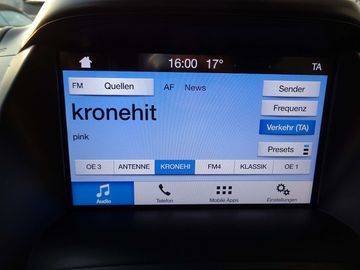 16:00 17° TA
FM Quellen AF News Sender
kronehit
Frequenz
Verkehr (TA)
pink
Presets
OE 3 ANTENNE KRONEHI FM4 KLASSIK OE 1
Audio Telefon Mobile Apps Einstellungen